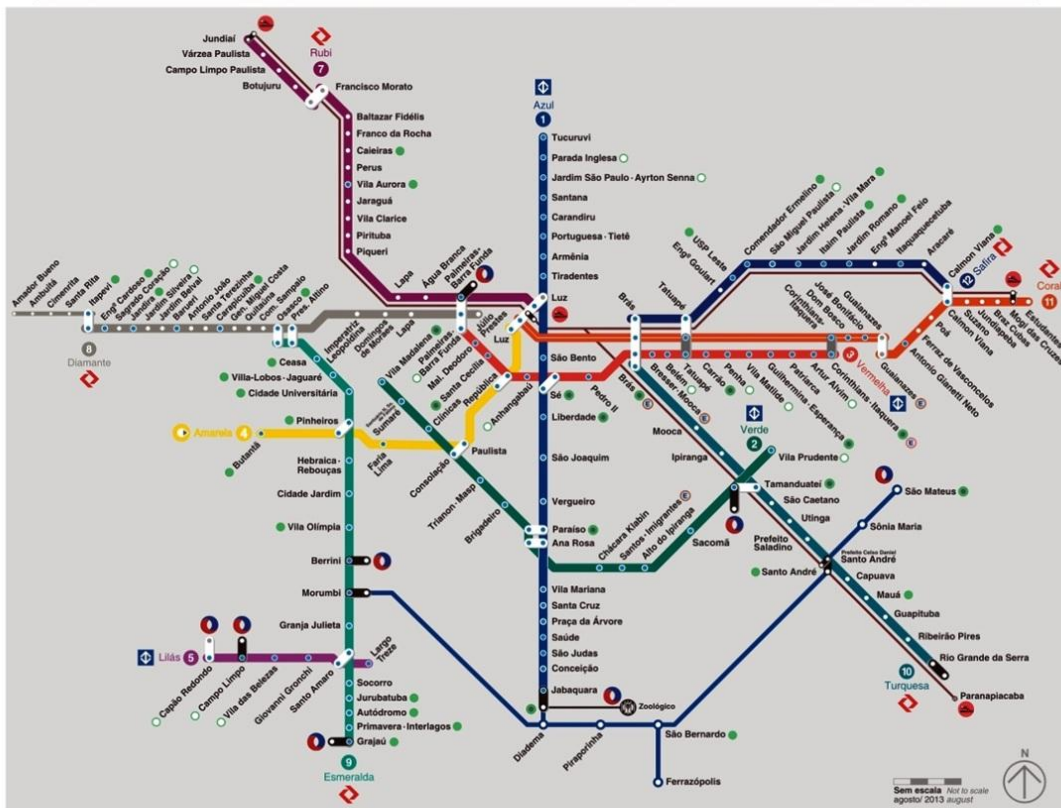 Jundiaí
Várzea Paulista
Campo Limpo Paulista
Botujuru
Rubi
7
Francisco Morato
Baltazar Fidélis
Franco da Rocha
Caieiras
Perus
Vila Aurora
Jaraguá
Vila Clarice
Pirituba
Piqueri
Lapa
Água Branca
Palmeiras-
Barra Funda
Azul
1
Tucuruvi
Parada Inglesa
Jardim São Paulo - Ayrton Senna
Santana
Carandiru
Portuguesa - Tietê
Armênia
Tiradentes
Luz
São Bento
Sé
Liberdade
São Joaquim
Vergueiro
Paraíso
Ana Rosa
Vila Mariana
Santa Cruz
Praça da Árvore
Saúde
São Judas
Conceição
Jabaquara
Zoológico
Amador Bueno
Ambuitá
Cimenrita
Santa Rita
Itapevi
Engº Cardoso
Sagrado Coração
Jandira
Jardim Silveira
Jardim Belval
Barueri
Antonio João
Santa Terezinha
Carapicuíba
Gen. Miguel Costa
Quitaúna
Com. Sampaio
Osasco
Pres. Altino
Imperatriz
Leopoldina
Domingos
de Moraes
Lapa
Palmeiras-
Barra Funda
Júlio
Prestes
8
Diamante
Ceasa
Villa-Lobos - Jaguaré
Cidade Universitária
Pinheiros
Hebraica-
Rebouças
Cidade Jardim
Vila Olímpia
Berrini
Morumbi
Granja Julieta
Santo Amaro
Largo
Treze
Socorro
Jurubatuba
Autódromo
Primavera - Interlagos
Grajaú
9
Esmeralda
Lilás
5
Capão Redondo
Campo Limpo
Vila das Belezas
Giovanni Gronchi
Amarela
4
Butantã
Faria
Lima
Paulista
República
Luz
Vila Madalena
Sumaré
Clínicas
Consolação
Trianon - Masp
Brigadeiro
Chácara Klabin
Santos - Imigrantes
E
Alto do Ipiranga
Sacomã
Tamanduateí
Vila Prudente
Verde
2
Mal. Deodoro
Santa Cecília
Anhangabaú
Pedro II
Brás
E
Bresser - Mooca
E
Belém
Tatuapé
Carrão
Penha
Vila Matilde
Guilhermina - Esperança
Patriarca
Artur Alvim
Corinthians - Itaquera
E
3
Vermelha
Brás
Tatuapé
Engº Goulart
USP Leste
Comendador Ermelino
São Miguel Paulista
Jardim Helena - Vila Mara
Itaim Paulista
Jardim Romano
Engº Manoel Feio
Itaquaquecetuba
Aracaré
Calmon Viana
12
Safira
Corinthians-
Itaquera
Dom Bosco
José Bonifácio
Guaianazes
Guaianazes
E
Antonio Gianetti Neto
Ferraz de Vasconcelos
Poá
Calmon Viana
Suzano
Jundiapeba
Braz Cubas
Mogi das Cruzes
Estudantes
Coral
11
Mooca
Ipiranga
São Caetano
Utinga
Prefeito
Saladino
Prefeito Celso Daniel
Santo André
Santo André
Capuava
Mauá
Guapituba
Ribeirão Pires
Rio Grande da Serra
Paranapiacaba
10
Turquesa
São Mateus
Sônia Maria
São Bernardo
Ferrazópolis
Piraporinha
Diadema
N
Sem escala Not to scale
agosto/ 2013 august